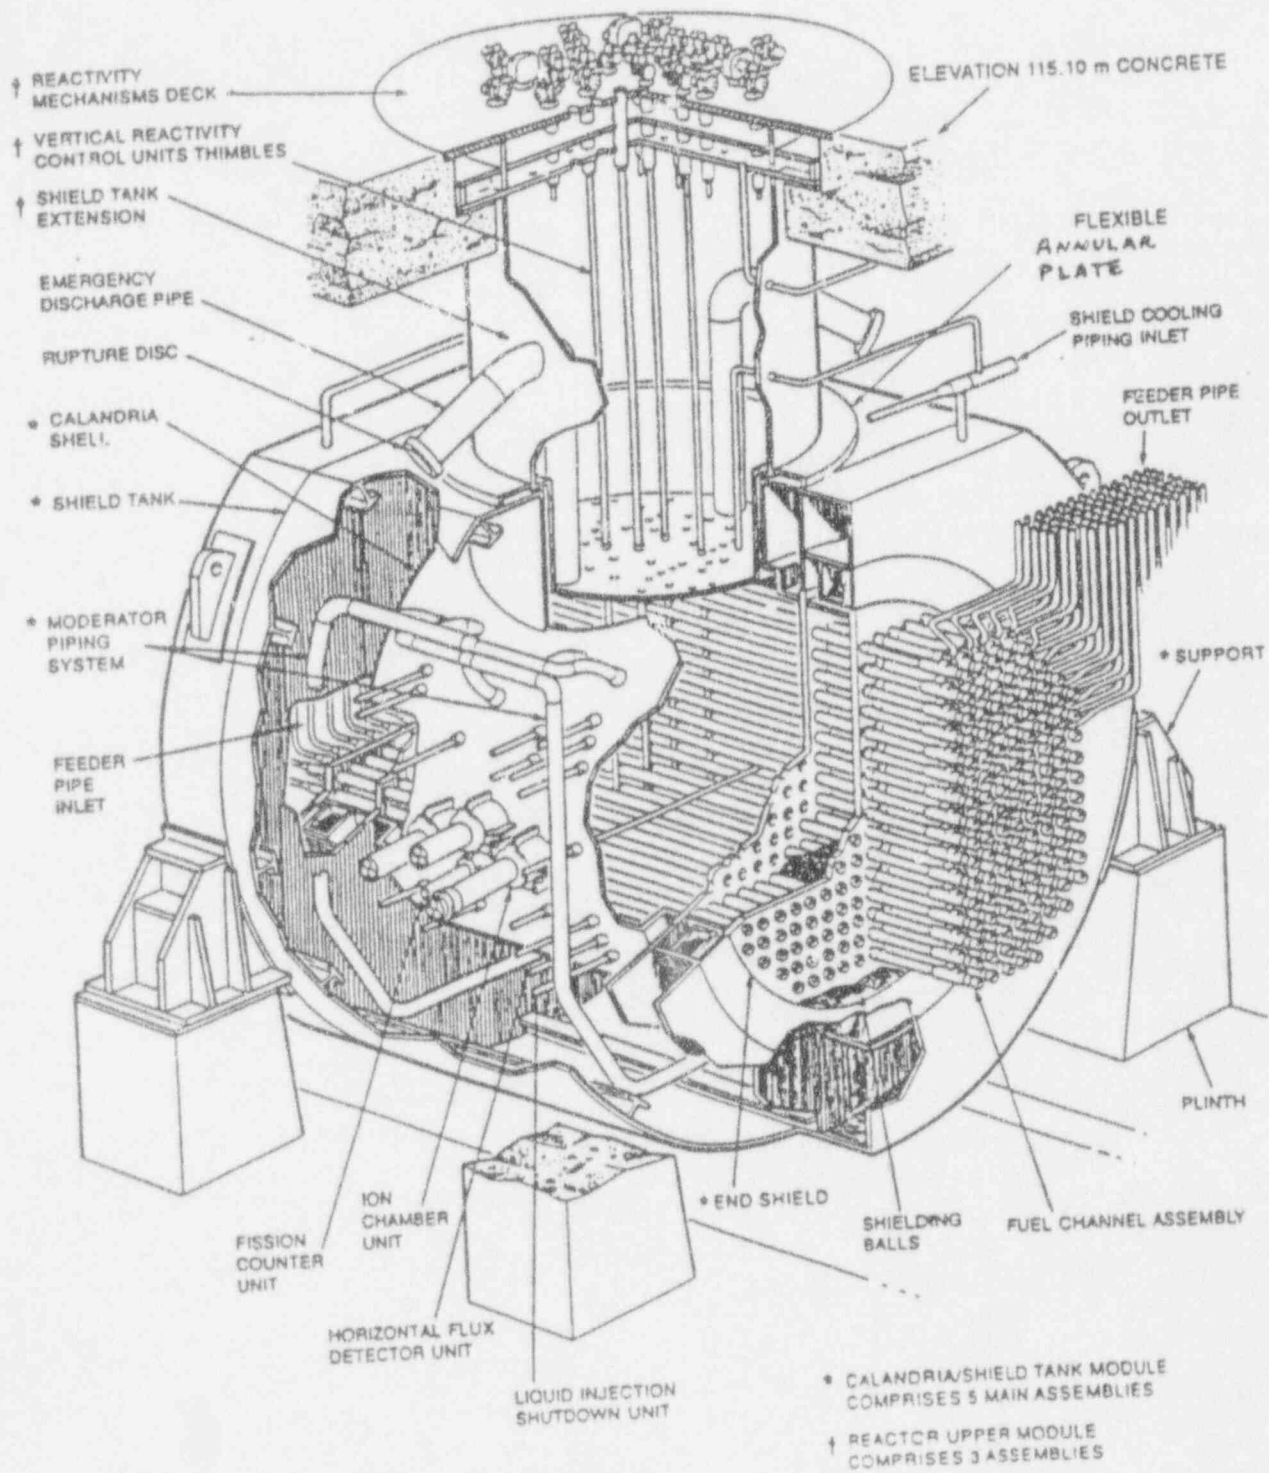 † REACTIVITY
MECHANISMS DECK
† VERTICAL REACTIVITY
CONTROL UNITS THIMBLES
† SHIELD TANK
EXTENSION
EMERGENCY
DISCHARGE PIPE
RUPTURE DISC
* CALANDRIA
SHELL
* SHIELD TANK
* MODERATOR
PIPING
SYSTEM
FEEDER
PIPE
INLET
ELEVATION 115.10 m CONCRETE
FLEXIBLE
ANNULAR
PLATE
SHIELD COOLING
PIPING INLET
FEEDER PIPE
OUTLET
* SUPPORT
PLINTH
FISSION
COUNTER
UNIT
ION
CHAMBER
UNIT
HORIZONTAL FLUX
DETECTOR UNIT
LIQUID INJECTION
SHUTDOWN UNIT
* END SHIELD
SHIELDING
BALLS
FUEL CHANNEL ASSEMBLY
* CALANDRIA/SHIELD TANK MODULE
COMPRISES 5 MAIN ASSEMBLIES
† REACTOR UPPER MODULE
COMPRISES 3 ASSEMBLIES